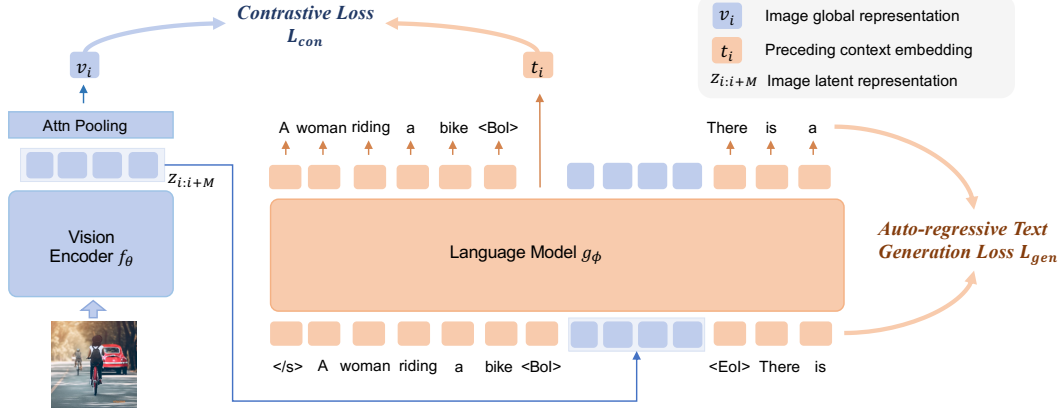 Contrastive Loss
L_con
v_i Image global representation
t_i Preceding context embedding
z_{i:i+M} Image latent representation
v_i
t_i
Attn Pooling
A woman riding a bike <BoI>
There is a
z_{i:i+M}
Vision
Encoder f_θ
Language Model g_ϕ
Auto-regressive Text
Generation Loss L_gen
</s> A woman riding a bike <BoI>
<EoI> There is